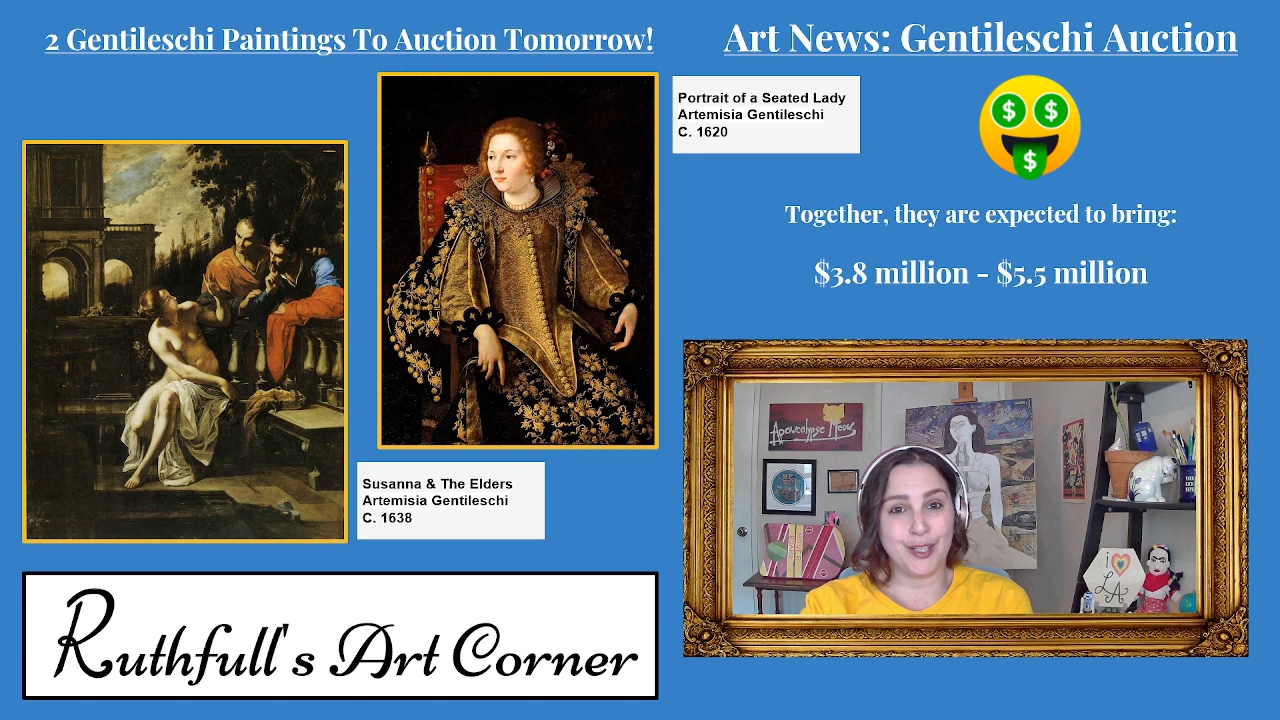 2 Gentileschi Paintings To Auction Tomorrow!
Art News: Gentileschi Auction
Portrait of a Seated Lady
Artemisia Gentileschi
C. 1620
$ $
$
Together, they are expected to bring:
$3.8 million - $5.5 million
Susanna & The Elders
Artemisia Gentileschi
C. 1638
Apocalypse Meow
i
LA
Ruthfull's Art Corner